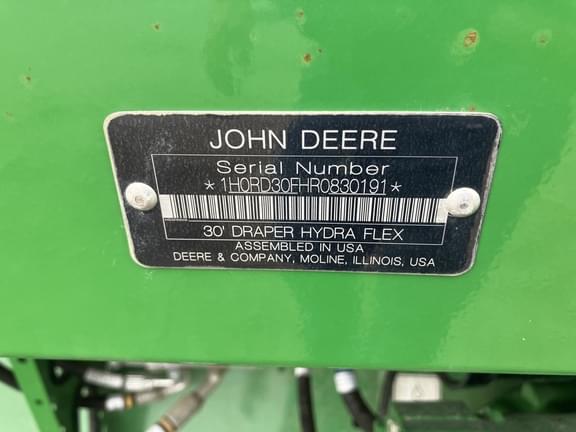 JOHN DEERE
Serial Number
*1H0RD30FHR0830191*
30' DRAPER HYDRA FLEX
ASSEMBLED IN USA
DEERE & COMPANY, MOLINE, ILLINOIS, USA